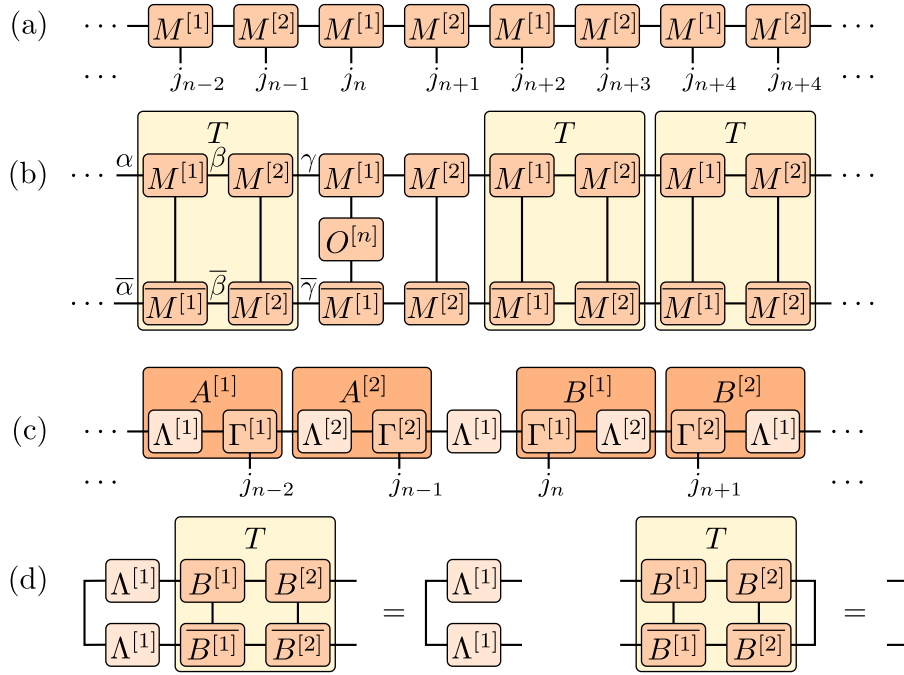 (a) ··· M^[1] M^[2] M^[1] M^[2] M^[1] M^[2] M^[1] M^[2] ···
··· j_{n−2} j_{n−1} j_n j_{n+1} j_{n+2} j_{n+3} j_{n+4} j_{n+4} ···
T T T
α β γ
(b) ··· M^[1] M^[2] M^[1] M^[2] M^[1] M^[2] M^[1] M^[2] ···
O^[n]
α̅ β̅ γ̅
··· M̅^[1] M̅^[2] M^[1] M^[2] M̅^[1] M̅^[2] M̅^[1] M̅^[2] ···
A^[1] A^[2] B^[1] B^[2]
(c) ··· Λ^[1] Γ^[1] Λ^[2] Γ^[2] Λ^[1] Γ^[1] Λ^[2] Γ^[2] Λ^[1] ···
··· j_{n−2} j_{n−1} j_n j_{n+1} ···
T T
(d) Λ^[1] B^[1] B^[2] Λ^[1] B^[1] B^[2]
= =
Λ^[1] B̅^[1] B̅^[2] Λ^[1] B̅^[1] B̅^[2]